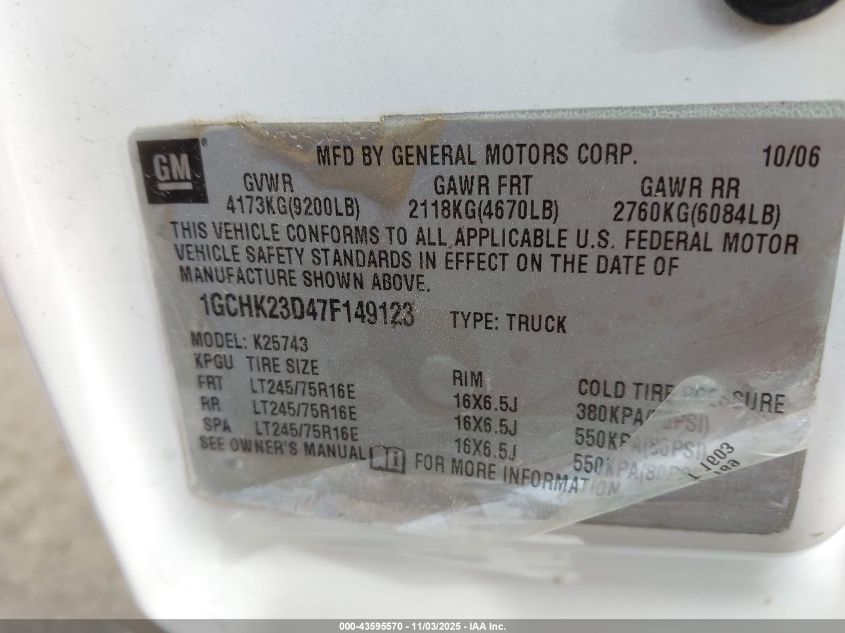 GM
MFD BY GENERAL MOTORS CORP. 10/06
GVWR GAWR FRT GAWR RR
4173KG(9200LB) 2118KG(4670LB) 2760KG(6084LB)
THIS VEHICLE CONFORMS TO ALL APPLICABLE U.S. FEDERAL MOTOR
VEHICLE SAFETY STANDARDS IN EFFECT ON THE DATE OF
MANUFACTURE SHOWN ABOVE.
1GCHK23D47F149123 TYPE: TRUCK
MODEL: K25743
KPGU TIRE SIZE RIM COLD TIRE PRESSURE
FRT LT245/75R16E 16X6.5J 380KPA
RR LT245/75R16E 16X6.5J 550KPA(80PSI)
SPA LT245/75R16E 16X6.5J 550KPA(80PS
SEE OWNER'S MANUAL FOR MORE INFORMATION
000-43595570 - 11/03/2025 - IAA Inc.